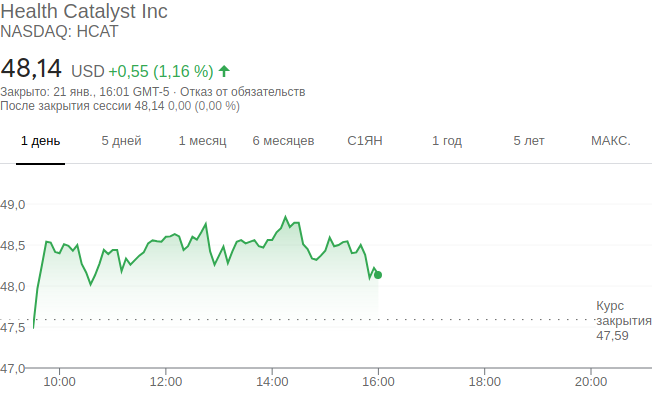 Health Catalyst Inc
NASDAQ: HCAT
48,14 USD +0,55 (1,16 %)
Закрыто: 21 янв., 16:01 GMT-5 · Отказ от обязательств
После закрытия сессии 48,14 0,00 (0,00 %)
1 день 5 дней 1 месяц 6 месяцев С1ЯН 1 год 5 лет МАКС.
49,0
48,5
48,0
Курс
закрытия
47,59
47,5
47,0
10:00 12:00 14:00 16:00 18:00 20:00